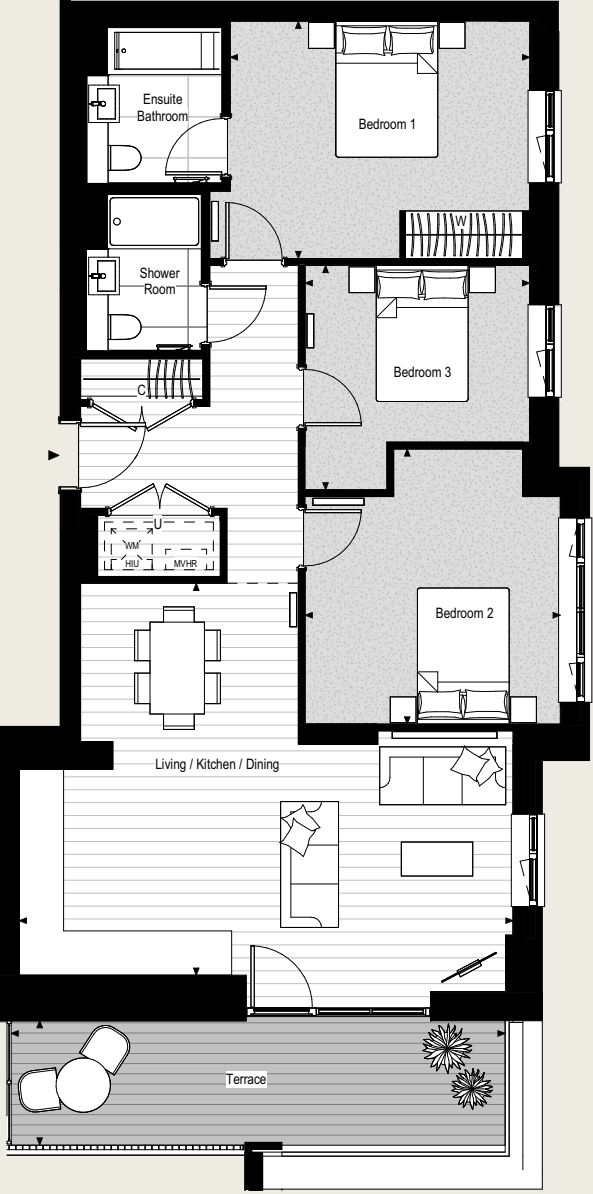 Ensuite
Bathroom
Bedroom 1
W
Shower
Room
Bedroom 3
C
U
WM
HIU
MVHR
Bedroom 2
Living / Kitchen / Dining
Terrace